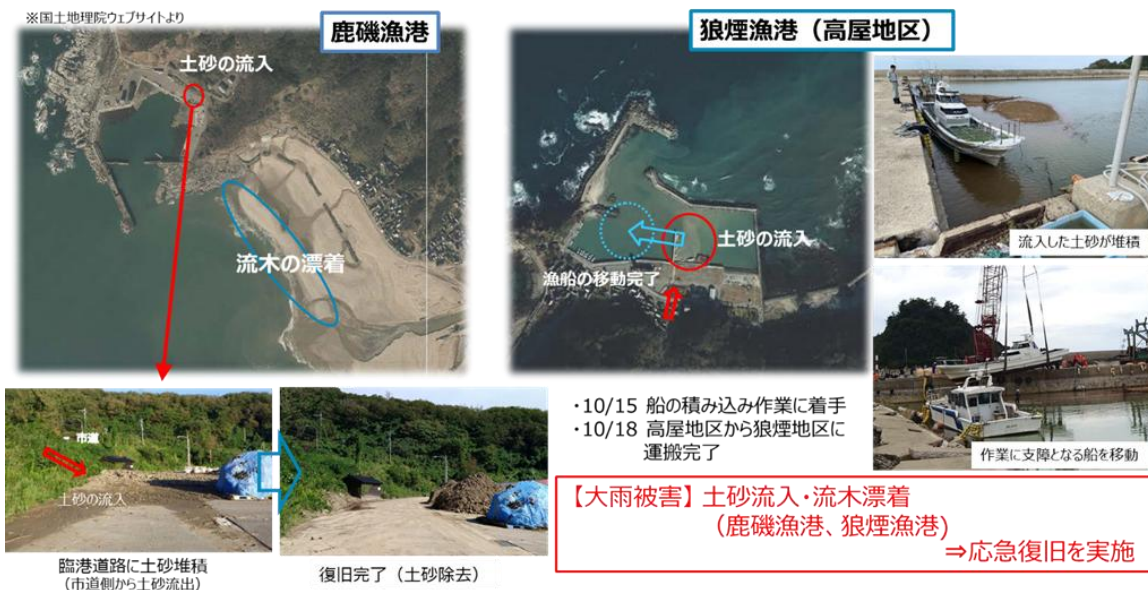 ※国土地理院ウェブサイトより
鹿磯漁港
土砂の流入
流木の漂着
狼煙漁港（高屋地区）
土砂の流入
漁船の移動完了
流入した土砂が堆積
作業に支障となる船を移動
・10/15 船の積み込み作業に着手
・10/18 高屋地区から狼煙地区に
運搬完了
市道
土砂の流入
臨港道路に土砂堆積
（市道側から土砂流出）
復旧完了（土砂除去）
【大雨被害】土砂流入・流木漂着
（鹿磯漁港、狼煙漁港)
⇒応急復旧を実施